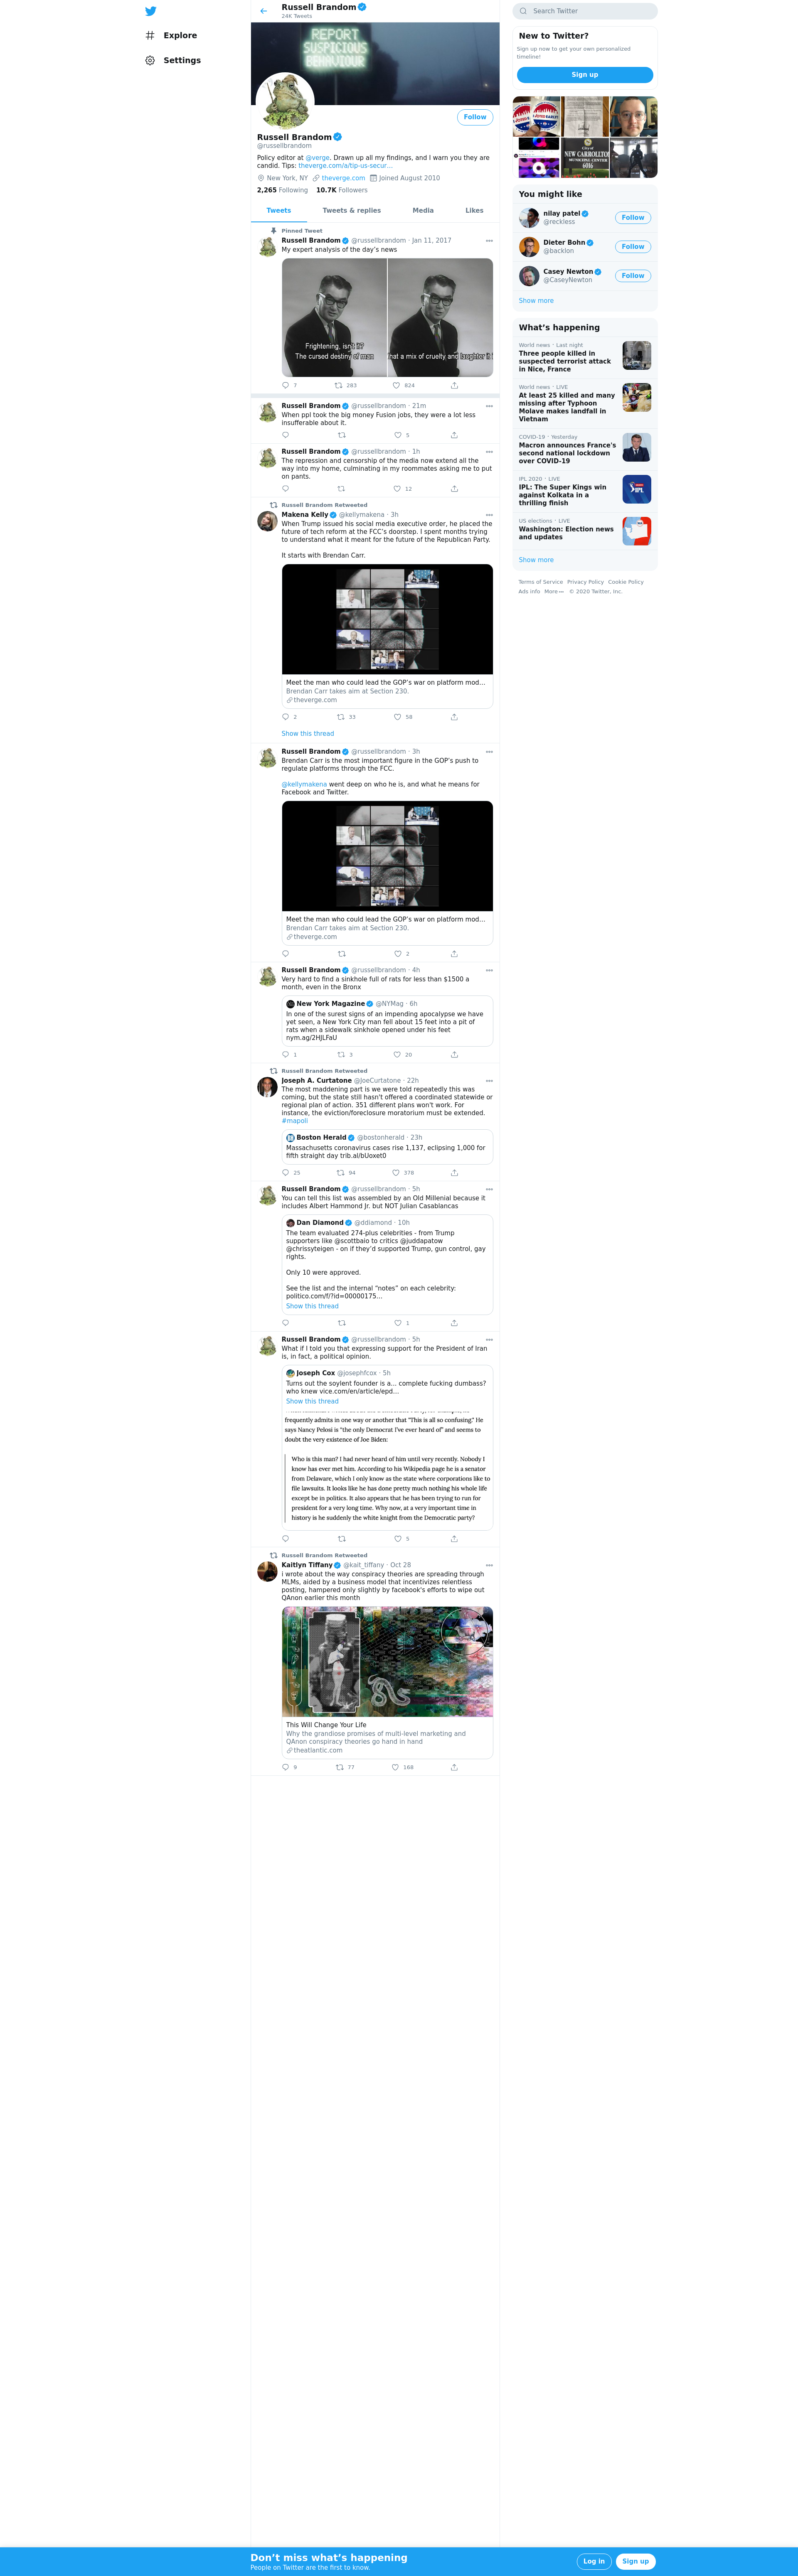 Explore
Settings
Russell Brandom
24K Tweets
REPORT
SUSPICIOUS
BEHAVIOUR
Follow
Russell Brandom
@russellbrandom
Policy editor at @verge. Drawn up all my findings, and I warn you they are
candid. Tips: theverge.com/a/tip-us-secur…
New York, NY theverge.com Joined August 2010
2,265 Following 10.7K Followers
Tweets Tweets & replies Media Likes
Pinned Tweet
Russell Brandom @russellbrandom · Jan 11, 2017
My expert analysis of the day’s news
Frightening, isn't it?
The cursed destiny of man
that a mix of cruelty and laughter it i
7 283 824
Russell Brandom @russellbrandom · 21m
When ppl took the big money Fusion jobs, they were a lot less
insufferable about it.
5
Russell Brandom @russellbrandom · 1h
The repression and censorship of the media now extend all the
way into my home, culminating in my roommates asking me to put
on pants.
12
Russell Brandom Retweeted
Makena Kelly @kellymakena · 3h
When Trump issued his social media executive order, he placed the
future of tech reform at the FCC’s doorstep. I spent months trying
to understand what it meant for the future of the Republican Party.
It starts with Brendan Carr.
Meet the man who could lead the GOP’s war on platform mod…
Brendan Carr takes aim at Section 230.
theverge.com
2 33 58
Show this thread
Russell Brandom @russellbrandom · 3h
Brendan Carr is the most important figure in the GOP’s push to
regulate platforms through the FCC.
@kellymakena went deep on who he is, and what he means for
Facebook and Twitter.
Meet the man who could lead the GOP’s war on platform mod…
Brendan Carr takes aim at Section 230.
theverge.com
2
Russell Brandom @russellbrandom · 4h
Very hard to find a sinkhole full of rats for less than $1500 a
month, even in the Bronx
New York Magazine @NYMag · 6h
In one of the surest signs of an impending apocalypse we have
yet seen, a New York City man fell about 15 feet into a pit of
rats when a sidewalk sinkhole opened under his feet
nym.ag/2HJLFaU
1 3 20
Russell Brandom Retweeted
Joseph A. Curtatone @JoeCurtatone · 22h
The most maddening part is we were told repeatedly this was
coming, but the state still hasn't offered a coordinated statewide or
regional plan of action. 351 different plans won't work. For
instance, the eviction/foreclosure moratorium must be extended.
#mapoli
Boston Herald @bostonherald · 23h
Massachusetts coronavirus cases rise 1,137, eclipsing 1,000 for
fifth straight day trib.al/bUoxet0
25 94 378
Russell Brandom @russellbrandom · 5h
You can tell this list was assembled by an Old Millenial because it
includes Albert Hammond Jr. but NOT Julian Casablancas
Dan Diamond @ddiamond · 10h
The team evaluated 274-plus celebrities - from Trump
supporters like @scottbaio to critics @juddapatow
@chrissyteigen - on if they’d supported Trump, gun control, gay
rights.
Only 10 were approved.
See the list and the internal “notes” on each celebrity:
politico.com/f/?id=00000175…
Show this thread
1
Russell Brandom @russellbrandom · 5h
What if I told you that expressing support for the President of Iran
is, in fact, a political opinion.
Joseph Cox @josephfcox · 5h
Turns out the soylent founder is a... complete fucking dumbass?
who knew vice.com/en/article/epd…
Show this thread
frequently admits in one way or another that "This is all so confusing." He
says Nancy Pelosi is "the only Democrat I've ever heard of" and seems to
doubt the very existence of Joe Biden:
Who is this man? I had never heard of him until very recently. Nobody I
know has ever met him. According to his Wikipedia page he is a senator
from Delaware, which I only know as the state where corporations like to
file lawsuits. It looks like he has done pretty much nothing his whole life
except be in politics. It also appears that he has been trying to run for
president for a very long time. Why now, at a very important time in
history is he suddenly the white knight from the Democratic party?
5
Russell Brandom Retweeted
Kaitlyn Tiffany @kait_tiffany · Oct 28
i wrote about the way conspiracy theories are spreading through
MLMs, aided by a business model that incentivizes relentless
posting, hampered only slightly by facebook’s efforts to wipe out
QAnon earlier this month
This Will Change Your Life
Why the grandiose promises of multi-level marketing and
QAnon conspiracy theories go hand in hand
theatlantic.com
9 77 168
Search Twitter
New to Twitter?
Sign up now to get your own personalized
timeline!
Sign up
City of
NEW CARROLLTO
MUNICIPAL CENTER
6016
You might like
nilay patel
@reckless
Follow
Dieter Bohn
@backlon
Follow
Casey Newton
@CaseyNewton
Follow
Show more
What’s happening
World news · Last night
Three people killed in
suspected terrorist attack
in Nice, France
World news · LIVE
At least 25 killed and many
missing after Typhoon
Molave makes landfall in
Vietnam
COVID-19 · Yesterday
Macron announces France's
second national lockdown
over COVID-19
IPL 2020 · LIVE
IPL: The Super Kings win
against Kolkata in a
thrilling finish
IPL
US elections · LIVE
Washington: Election news
and updates
Show more
Terms of Service Privacy Policy Cookie Policy
Ads info More © 2020 Twitter, Inc.
Don’t miss what’s happening
People on Twitter are the first to know.
Log in
Sign up